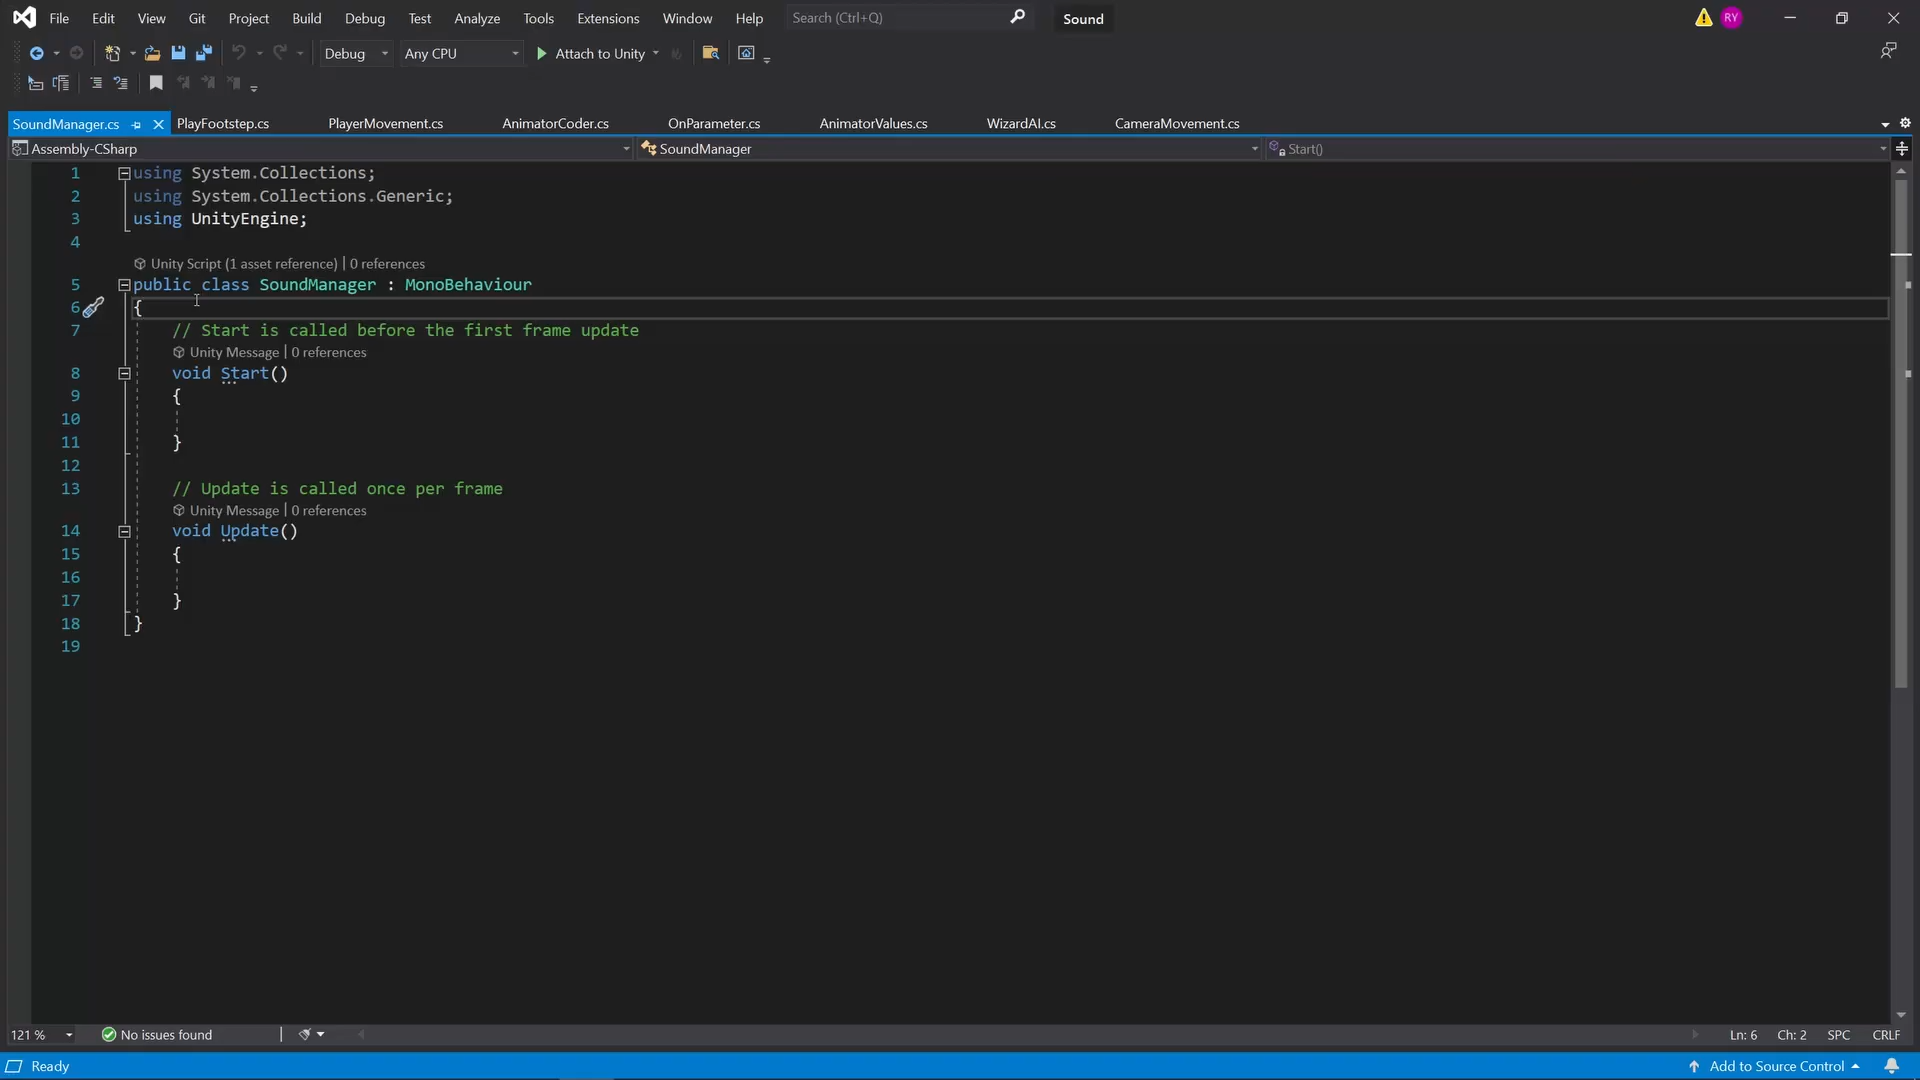 File Edit View Git Project Build Debug Test Analyze Tools Extensions Window Help Search (Ctrl+Q) Sound RY
Debug Any CPU Attach to Unity
SoundManager.cs PlayFootstep.cs PlayerMovement.cs AnimatorCoder.cs OnParameter.cs AnimatorValues.cs WizardAI.cs CameraMovement.cs
Assembly-CSharp SoundManager Start()
1 using System.Collections;
2 using System.Collections.Generic;
3 using UnityEngine;
4
Unity Script (1 asset reference) | 0 references
5 public class SoundManager : MonoBehaviour
6 {
7 // Start is called before the first frame update
Unity Message | 0 references
8 void Start()
9 {
10
11 }
12
13 // Update is called once per frame
Unity Message | 0 references
14 void Update()
15 {
16
17 }
18 }
19
121 % No issues found Ln: 6 Ch: 2 SPC CRLF
Ready Add to Source Control